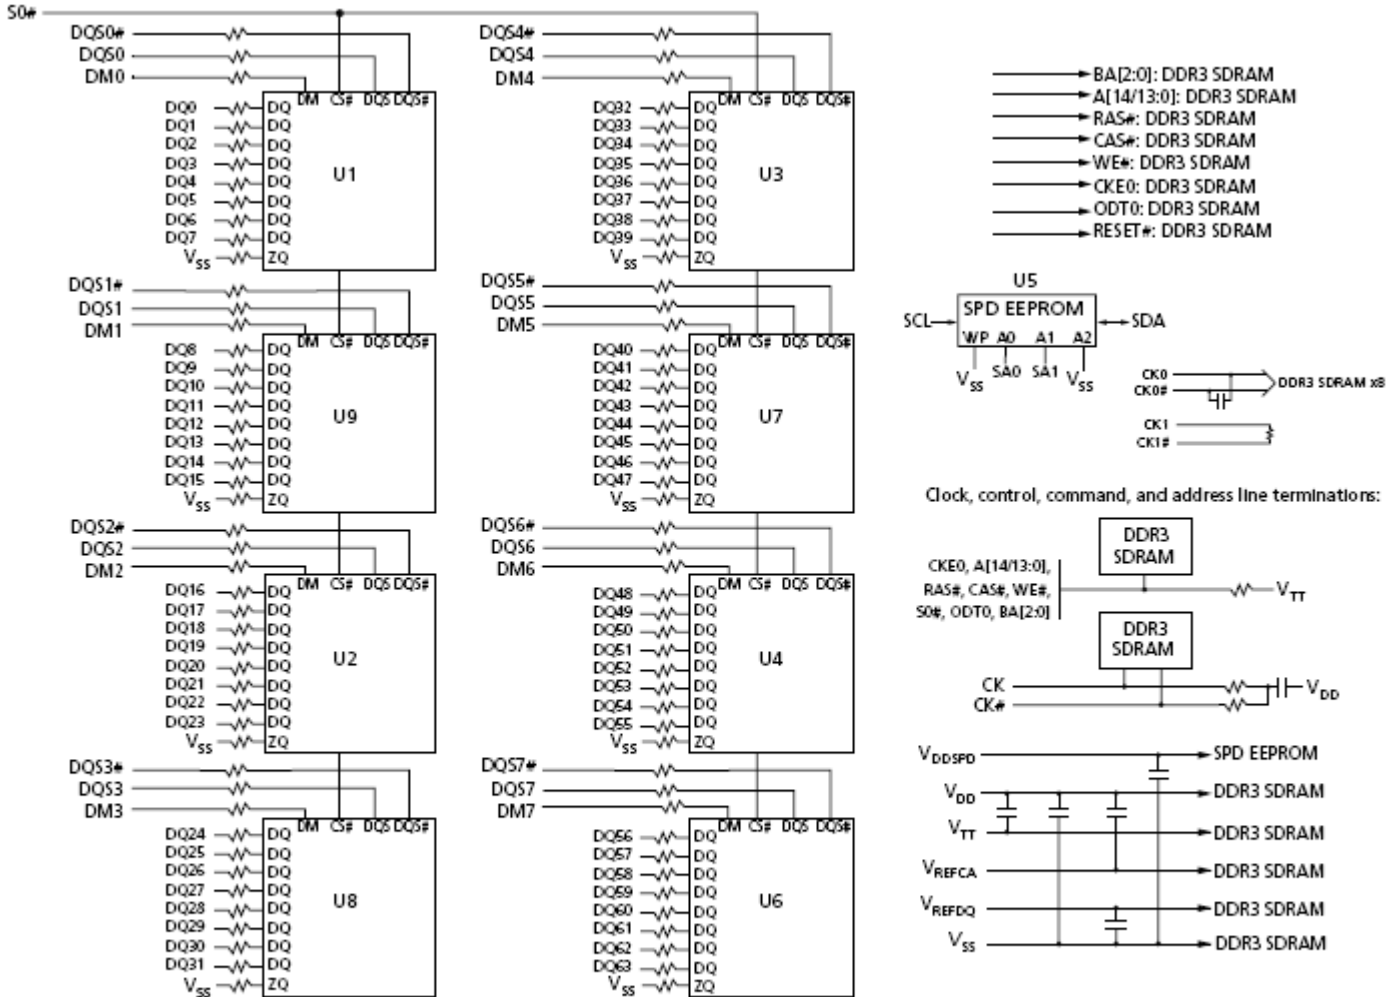 S0#
DQS0#
DQS0
DM0
DM CS# DQS DQS#
DQ0 DQ
DQ1 DQ
DQ2 DQ
DQ3 DQ
DQ4 DQ
DQ5 DQ
DQ6 DQ
DQ7 DQ
VSS ZQ
U1
DQS1#
DQS1
DM1
DM CS# DQS DQS#
DQ8 DQ
DQ9 DQ
DQ10 DQ
DQ11 DQ
DQ12 DQ
DQ13 DQ
DQ14 DQ
DQ15 DQ
VSS ZQ
U9
DQS2#
DQS2
DM2
DM CS# DQS DQS#
DQ16 DQ
DQ17 DQ
DQ18 DQ
DQ19 DQ
DQ20 DQ
DQ21 DQ
DQ22 DQ
DQ23 DQ
VSS ZQ
U2
DQS3#
DQS3
DM3
DM CS# DQS DQS#
DQ24 DQ
DQ25 DQ
DQ26 DQ
DQ27 DQ
DQ28 DQ
DQ29 DQ
DQ30 DQ
DQ31 DQ
VSS ZQ
U8
DQS4#
DQS4
DM4
DM CS# DQS DQS#
DQ32 DQ
DQ33 DQ
DQ34 DQ
DQ35 DQ
DQ36 DQ
DQ37 DQ
DQ38 DQ
DQ39 DQ
VSS ZQ
U3
DQS5#
DQS5
DM5
DM CS# DQS DQS#
DQ40 DQ
DQ41 DQ
DQ42 DQ
DQ43 DQ
DQ44 DQ
DQ45 DQ
DQ46 DQ
DQ47 DQ
VSS ZQ
U7
DQS6#
DQS6
DM6
DM CS# DQS DQS#
DQ48 DQ
DQ49 DQ
DQ50 DQ
DQ51 DQ
DQ52 DQ
DQ53 DQ
DQ54 DQ
DQ55 DQ
VSS ZQ
U4
DQS7#
DQS7
DM7
DM CS# DQS DQS#
DQ56 DQ
DQ57 DQ
DQ58 DQ
DQ59 DQ
DQ60 DQ
DQ61 DQ
DQ62 DQ
DQ63 DQ
VSS ZQ
U6
BA[2:0]: DDR3 SDRAM
A[14/13:0]: DDR3 SDRAM
RAS#: DDR3 SDRAM
CAS#: DDR3 SDRAM
WE#: DDR3 SDRAM
CKE0: DDR3 SDRAM
ODT0: DDR3 SDRAM
RESET#: DDR3 SDRAM
U5
SCL SPD EEPROM SDA
WP A0 A1 A2
VSS SA0 SA1 VSS
CK0
CK0#
DDR3 SDRAM x8
CK1
CK1#
Clock, control, command, and address line terminations:
DDR3
SDRAM
CKE0, A[14/13:0],
RAS#, CAS#, WE#,
S0#, ODT0, BA[2:0]
VTT
DDR3
SDRAM
CK
CK#
VDD
VDDSPD SPD EEPROM
VDD DDR3 SDRAM
VTT DDR3 SDRAM
VREFCA DDR3 SDRAM
VREFDQ DDR3 SDRAM
VSS DDR3 SDRAM